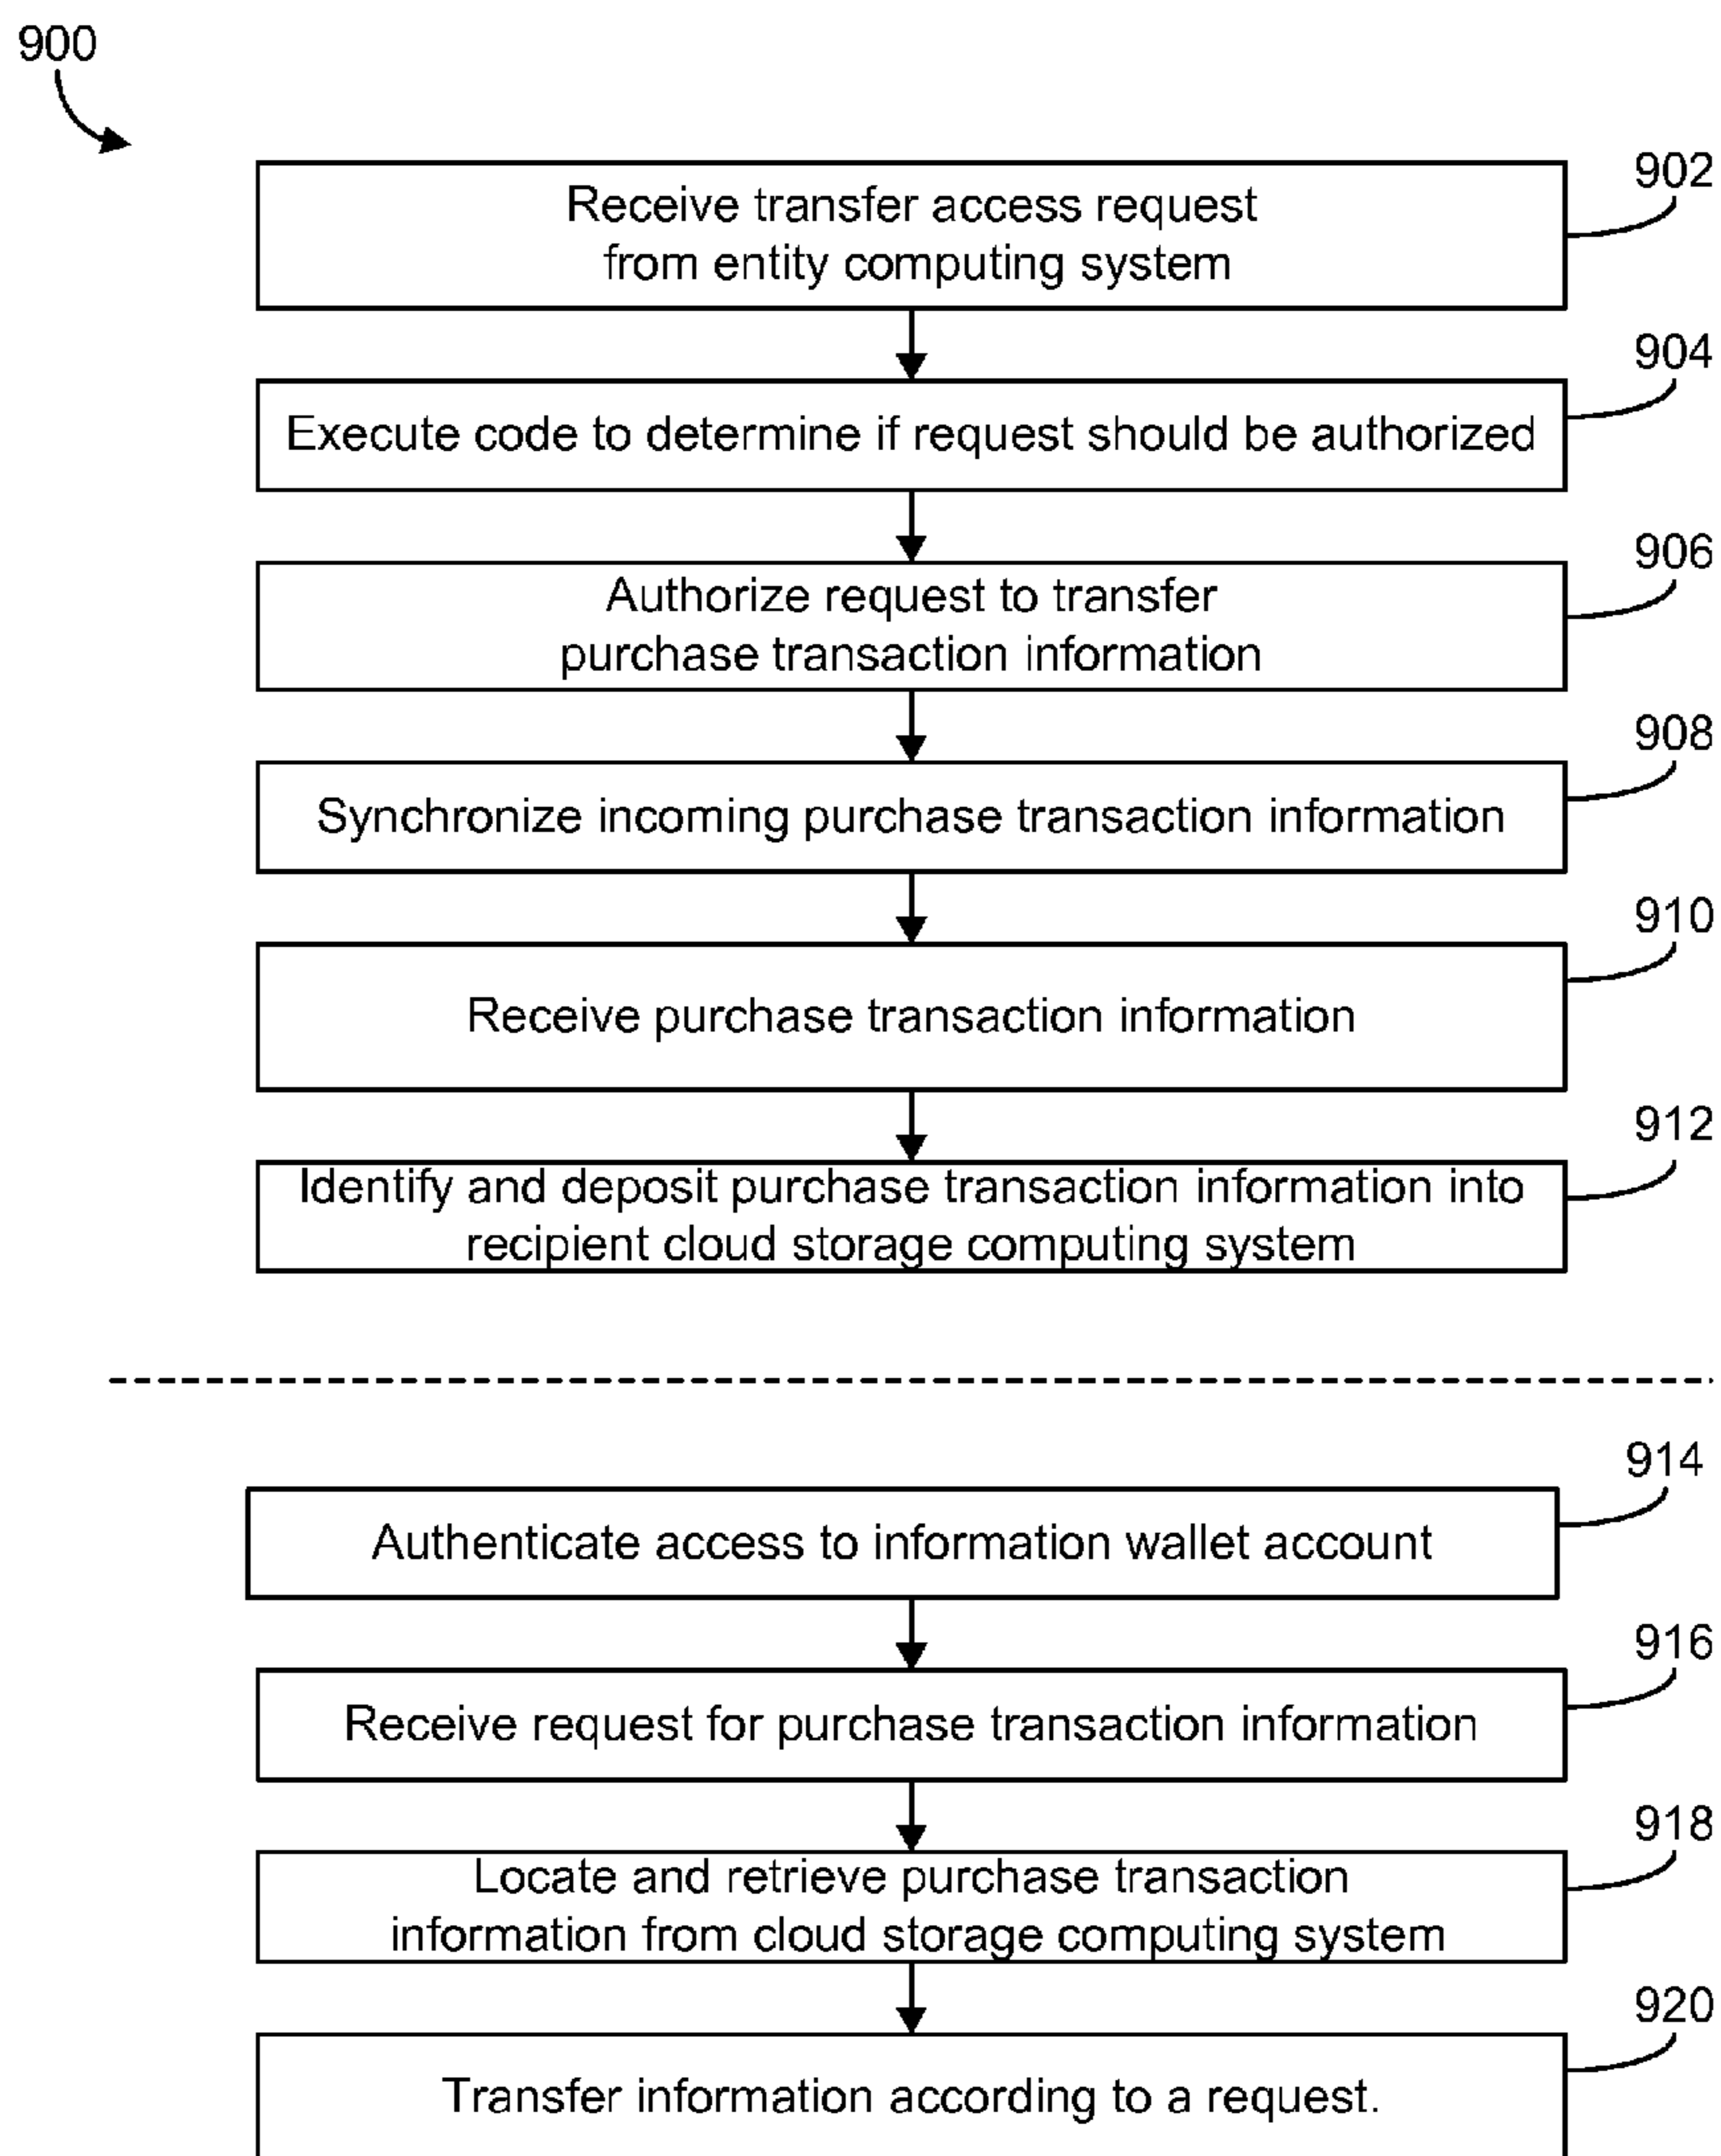 900
902
Receive transfer access request
from entity computing system
904
Execute code to determine if request should be authorized
906
Authorize request to transfer
purchase transaction information
908
Synchronize incoming purchase transaction information
910
Receive purchase transaction information
912
Identify and deposit purchase transaction information into
recipient cloud storage computing system
914
Authenticate access to information wallet account
916
Receive request for purchase transaction information
918
Locate and retrieve purchase transaction
information from cloud storage computing system
920
Transfer information according to a request.